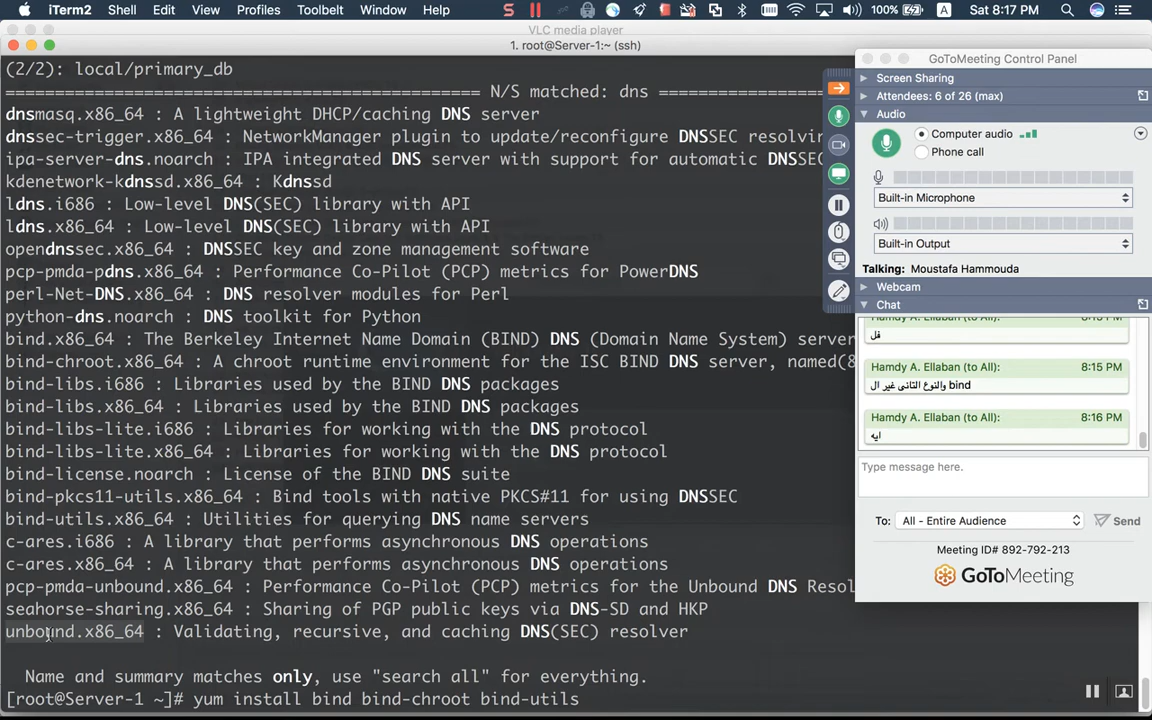 iTerm2 Shell Edit View Profiles Toolbelt Window Help 100% A Sat 8:17 PM
VLC media player
1. root@Server-1:~ (ssh)
(2/2): local/primary_db
============================================== N/S matched: dns ================
dnsmasq.x86_64 : A lightweight DHCP/caching DNS server
dnssec-trigger.x86_64 : NetworkManager plugin to update/reconfigure DNSSEC resolvin
ipa-server-dns.noarch : IPA integrated DNS server with support for automatic DNSSEC
kdenetwork-kdnssd.x86_64 : Kdnssd
ldns.i686 : Low-level DNS(SEC) library with API
ldns.x86_64 : Low-level DNS(SEC) library with API
opendnssec.x86_64 : DNSSEC key and zone management software
pcp-pmda-pdns.x86_64 : Performance Co-Pilot (PCP) metrics for PowerDNS
perl-Net-DNS.x86_64 : DNS resolver modules for Perl
python-dns.noarch : DNS toolkit for Python
bind.x86_64 : The Berkeley Internet Name Domain (BIND) DNS (Domain Name System) server
bind-chroot.x86_64 : A chroot runtime environment for the ISC BIND DNS server, named(8
bind-libs.i686 : Libraries used by the BIND DNS packages
bind-libs.x86_64 : Libraries used by the BIND DNS packages
bind-libs-lite.i686 : Libraries for working with the DNS protocol
bind-libs-lite.x86_64 : Libraries for working with the DNS protocol
bind-license.noarch : License of the BIND DNS suite
bind-pkcs11-utils.x86_64 : Bind tools with native PKCS#11 for using DNSSEC
bind-utils.x86_64 : Utilities for querying DNS name servers
c-ares.i686 : A library that performs asynchronous DNS operations
c-ares.x86_64 : A library that performs asynchronous DNS operations
pcp-pmda-unbound.x86_64 : Performance Co-Pilot (PCP) metrics for the Unbound DNS Resol
seahorse-sharing.x86_64 : Sharing of PGP public keys via DNS-SD and HKP
unbound.x86_64 : Validating, recursive, and caching DNS(SEC) resolver
Name and summary matches only, use "search all" for everything.
[root@Server-1 ~]# yum install bind bind-chroot bind-utils
GoToMeeting Control Panel
Screen Sharing
Attendees: 6 of 26 (max)
Audio
Computer audio
Phone call
Built-in Microphone
Built-in Output
Talking: Moustafa Hammouda
Webcam
Chat
Hamdy A. Ellaban (to All): 8:15 PM
قل
Hamdy A. Ellaban (to All): 8:15 PM
والنوع التانى غير ال bind
Hamdy A. Ellaban (to All): 8:16 PM
ايه
Type message here.
To: All - Entire Audience Send
Meeting ID# 892-792-213
GoToMeeting